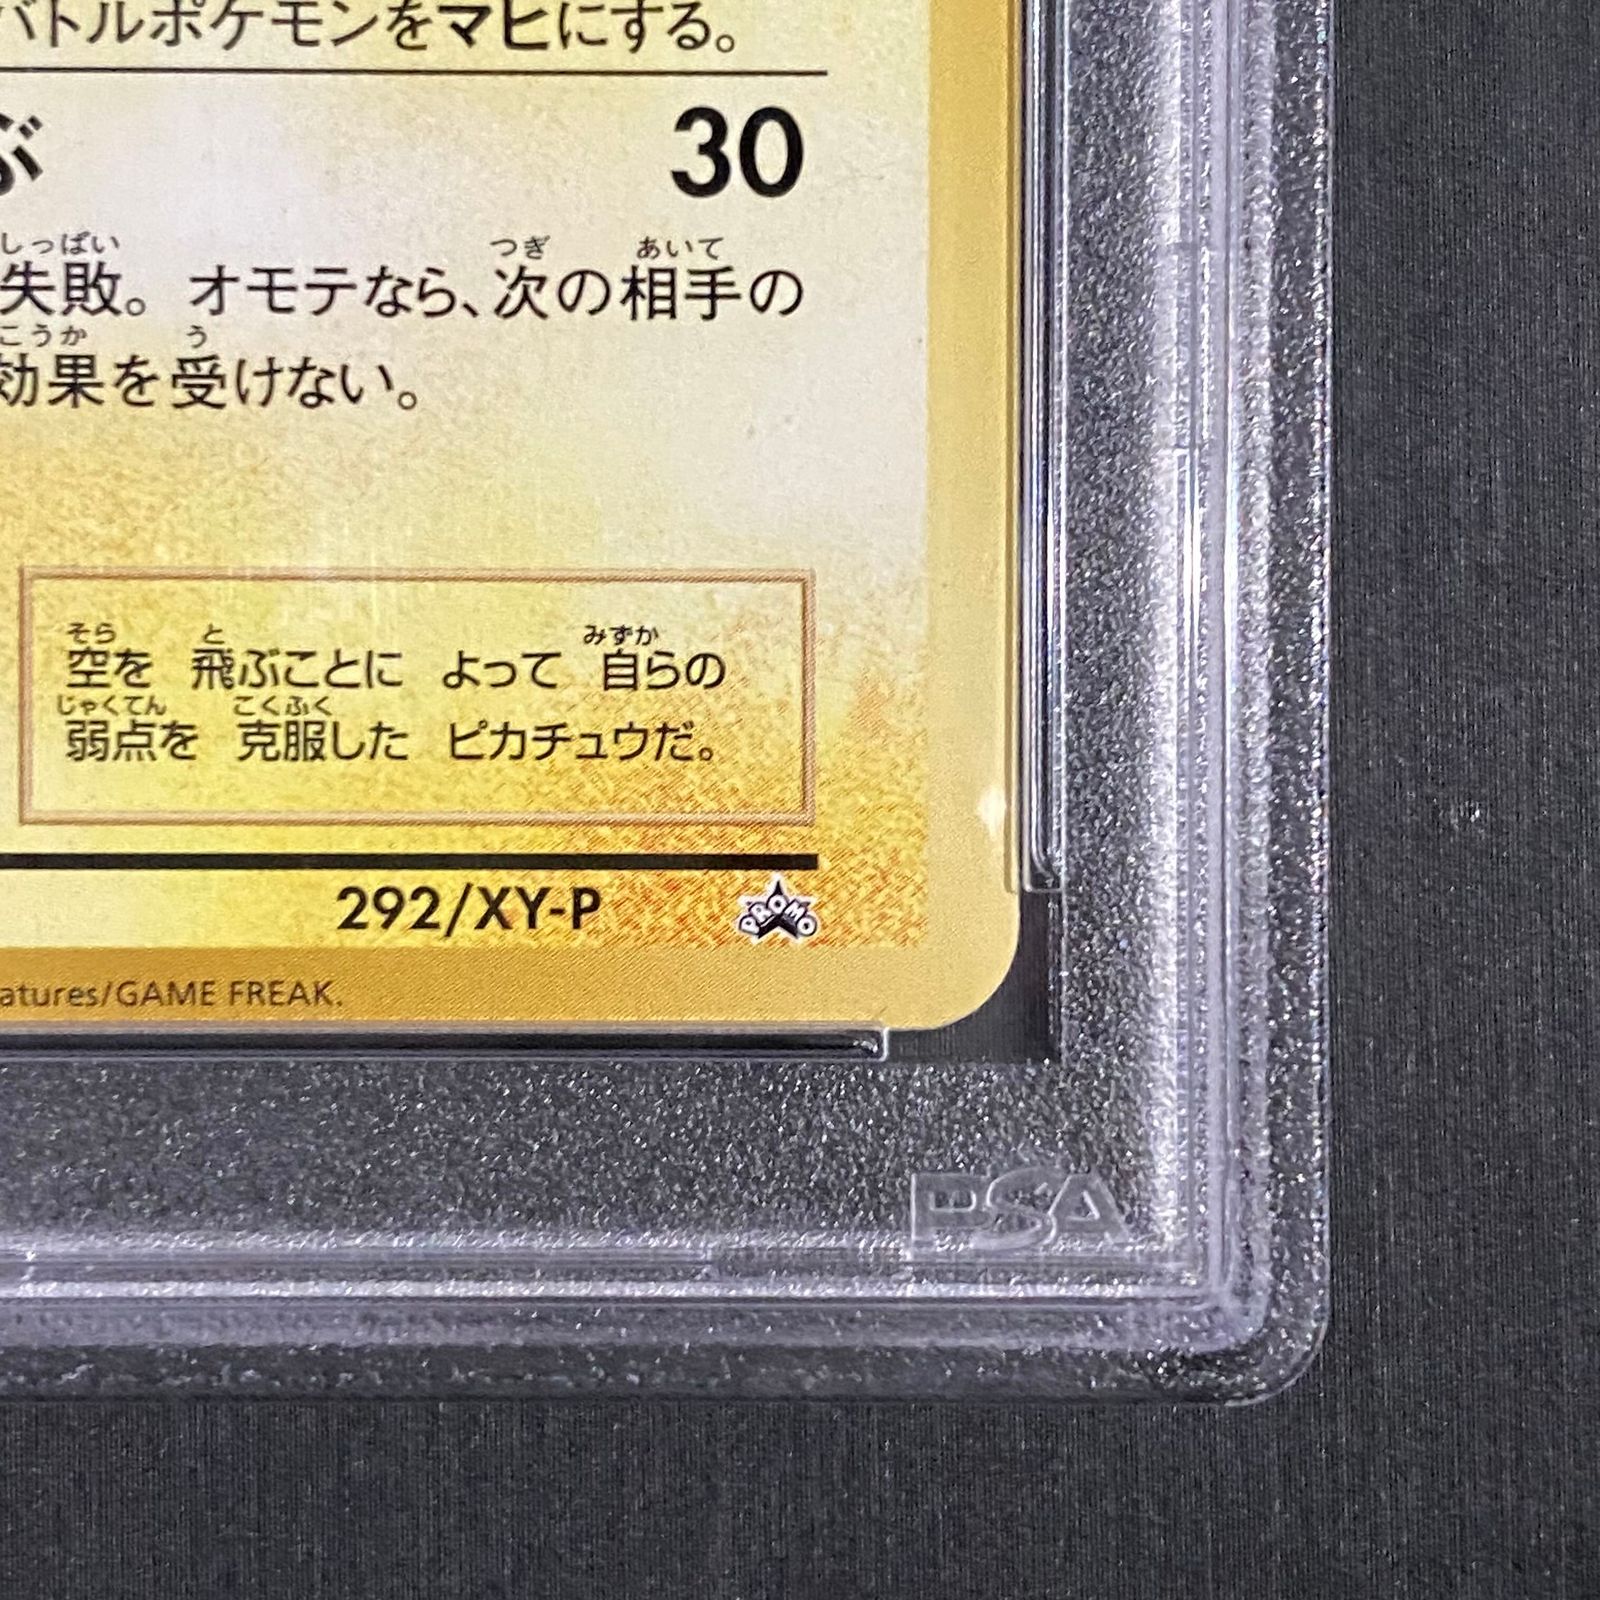 バトルポケモンをマヒにする。
ぶ 30
しっぱい つぎ あいて
失敗。オモテなら、次の相手の
こうか う
効果を受けない。
そら と みずか
空を 飛ぶことに よって 自らの
じゃくてん こくふく
弱点を 克服した ピカチュウだ。
292/XY-P PROMO
atures/GAME FREAK.
PSA